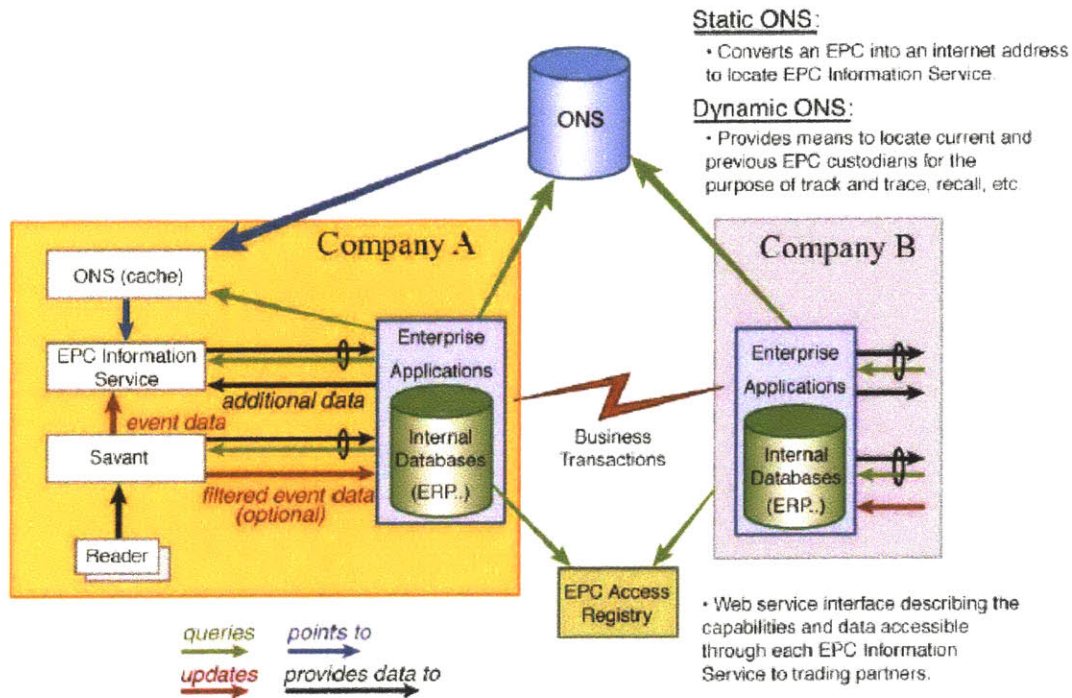 Static ONS:
• Converts an EPC into an internet address
to locate EPC Information Service.
Dynamic ONS:
• Provides means to locate current and
previous EPC custodians for the
purpose of track and trace, recall, etc.
ONS
Company A
ONS (cache)
EPC Information
Service
event data
Savant
Reader
additional data
filtered event data
(optional)
Enterprise
Applications
Internal
Databases
(ERP..)
Business
Transactions
Company B
Enterprise
Applications
Internal
Databases
(ERP..)
EPC Access
Registry
• Web service interface describing the
capabilities and data accessible
through each EPC Information
Service to trading partners.
queries
points to
updates
provides data to